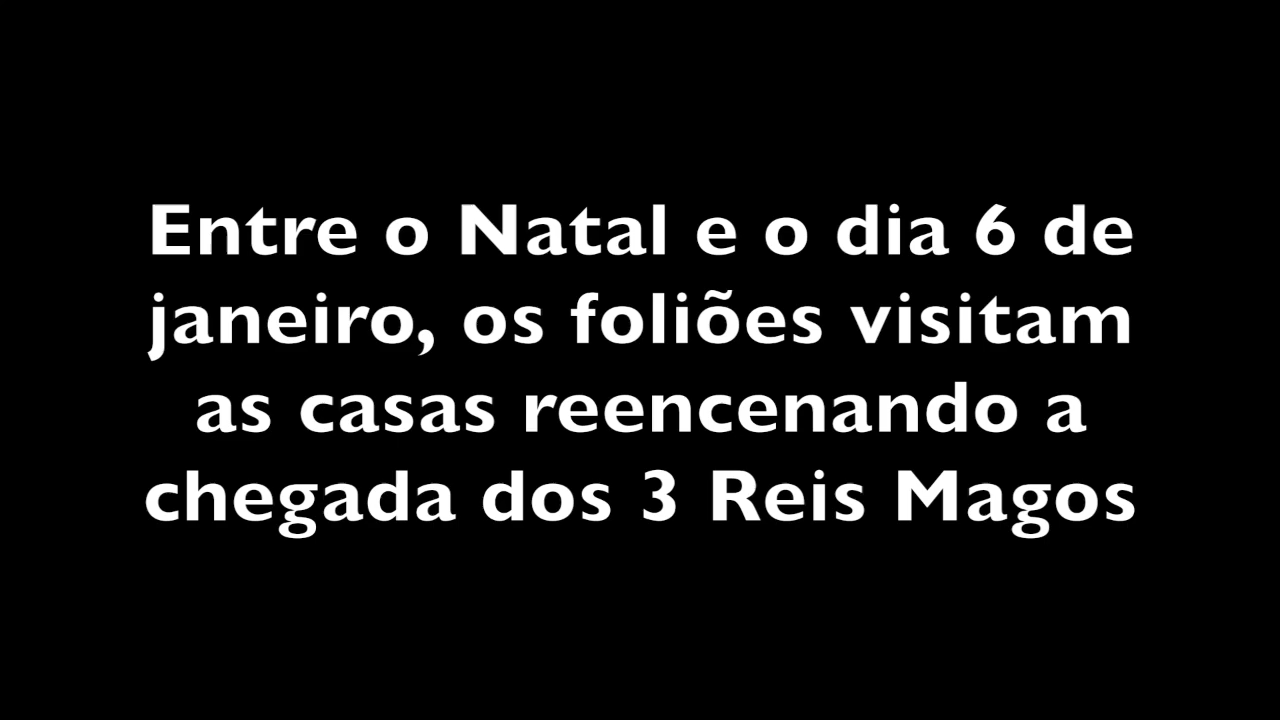 Entre o Natal e o dia 6 de
janeiro, os foliões visitam
as casas reencenando a
chegada dos 3 Reis Magos